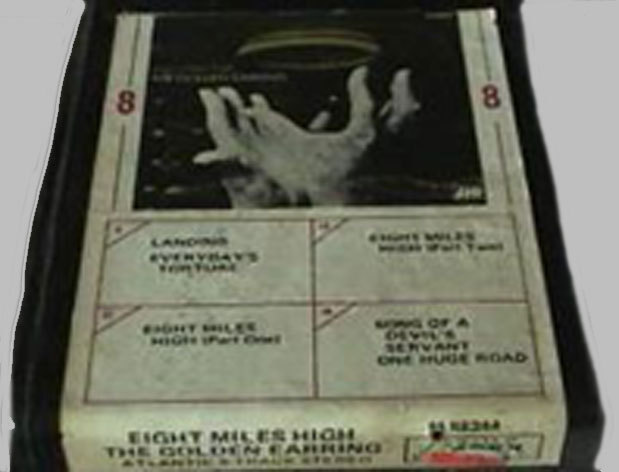 8
8
LANDING
EVERYDAY'S
TORTURE
EIGHT MILES
HIGH (Part Two)
EIGHT MILES
HIGH (Part One)
SONG OF A
DEVIL'S
SERVANT
ONE HUGE ROAD
EIGHT MILES HIGH
THE GOLDEN EARRING
ATLANTIC 8-TRACK STEREO